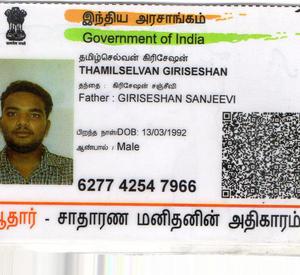 இந்திய அரசாங்கம்
Government of India
தமிழ்செல்வன் கிரிசேஷன்
THAMILSELVAN GIRISESHAN
தந்தை : கிரிசேஷன் சஞ்சீவி
Father : GIRISESHAN SANJEEVI
பிறந்த நாள்/DOB: 13/03/1992
ஆண்பால் / Male
6277 4254 7966
ஆதார் - சாதாரண மனிதனின் அதிகாரம்